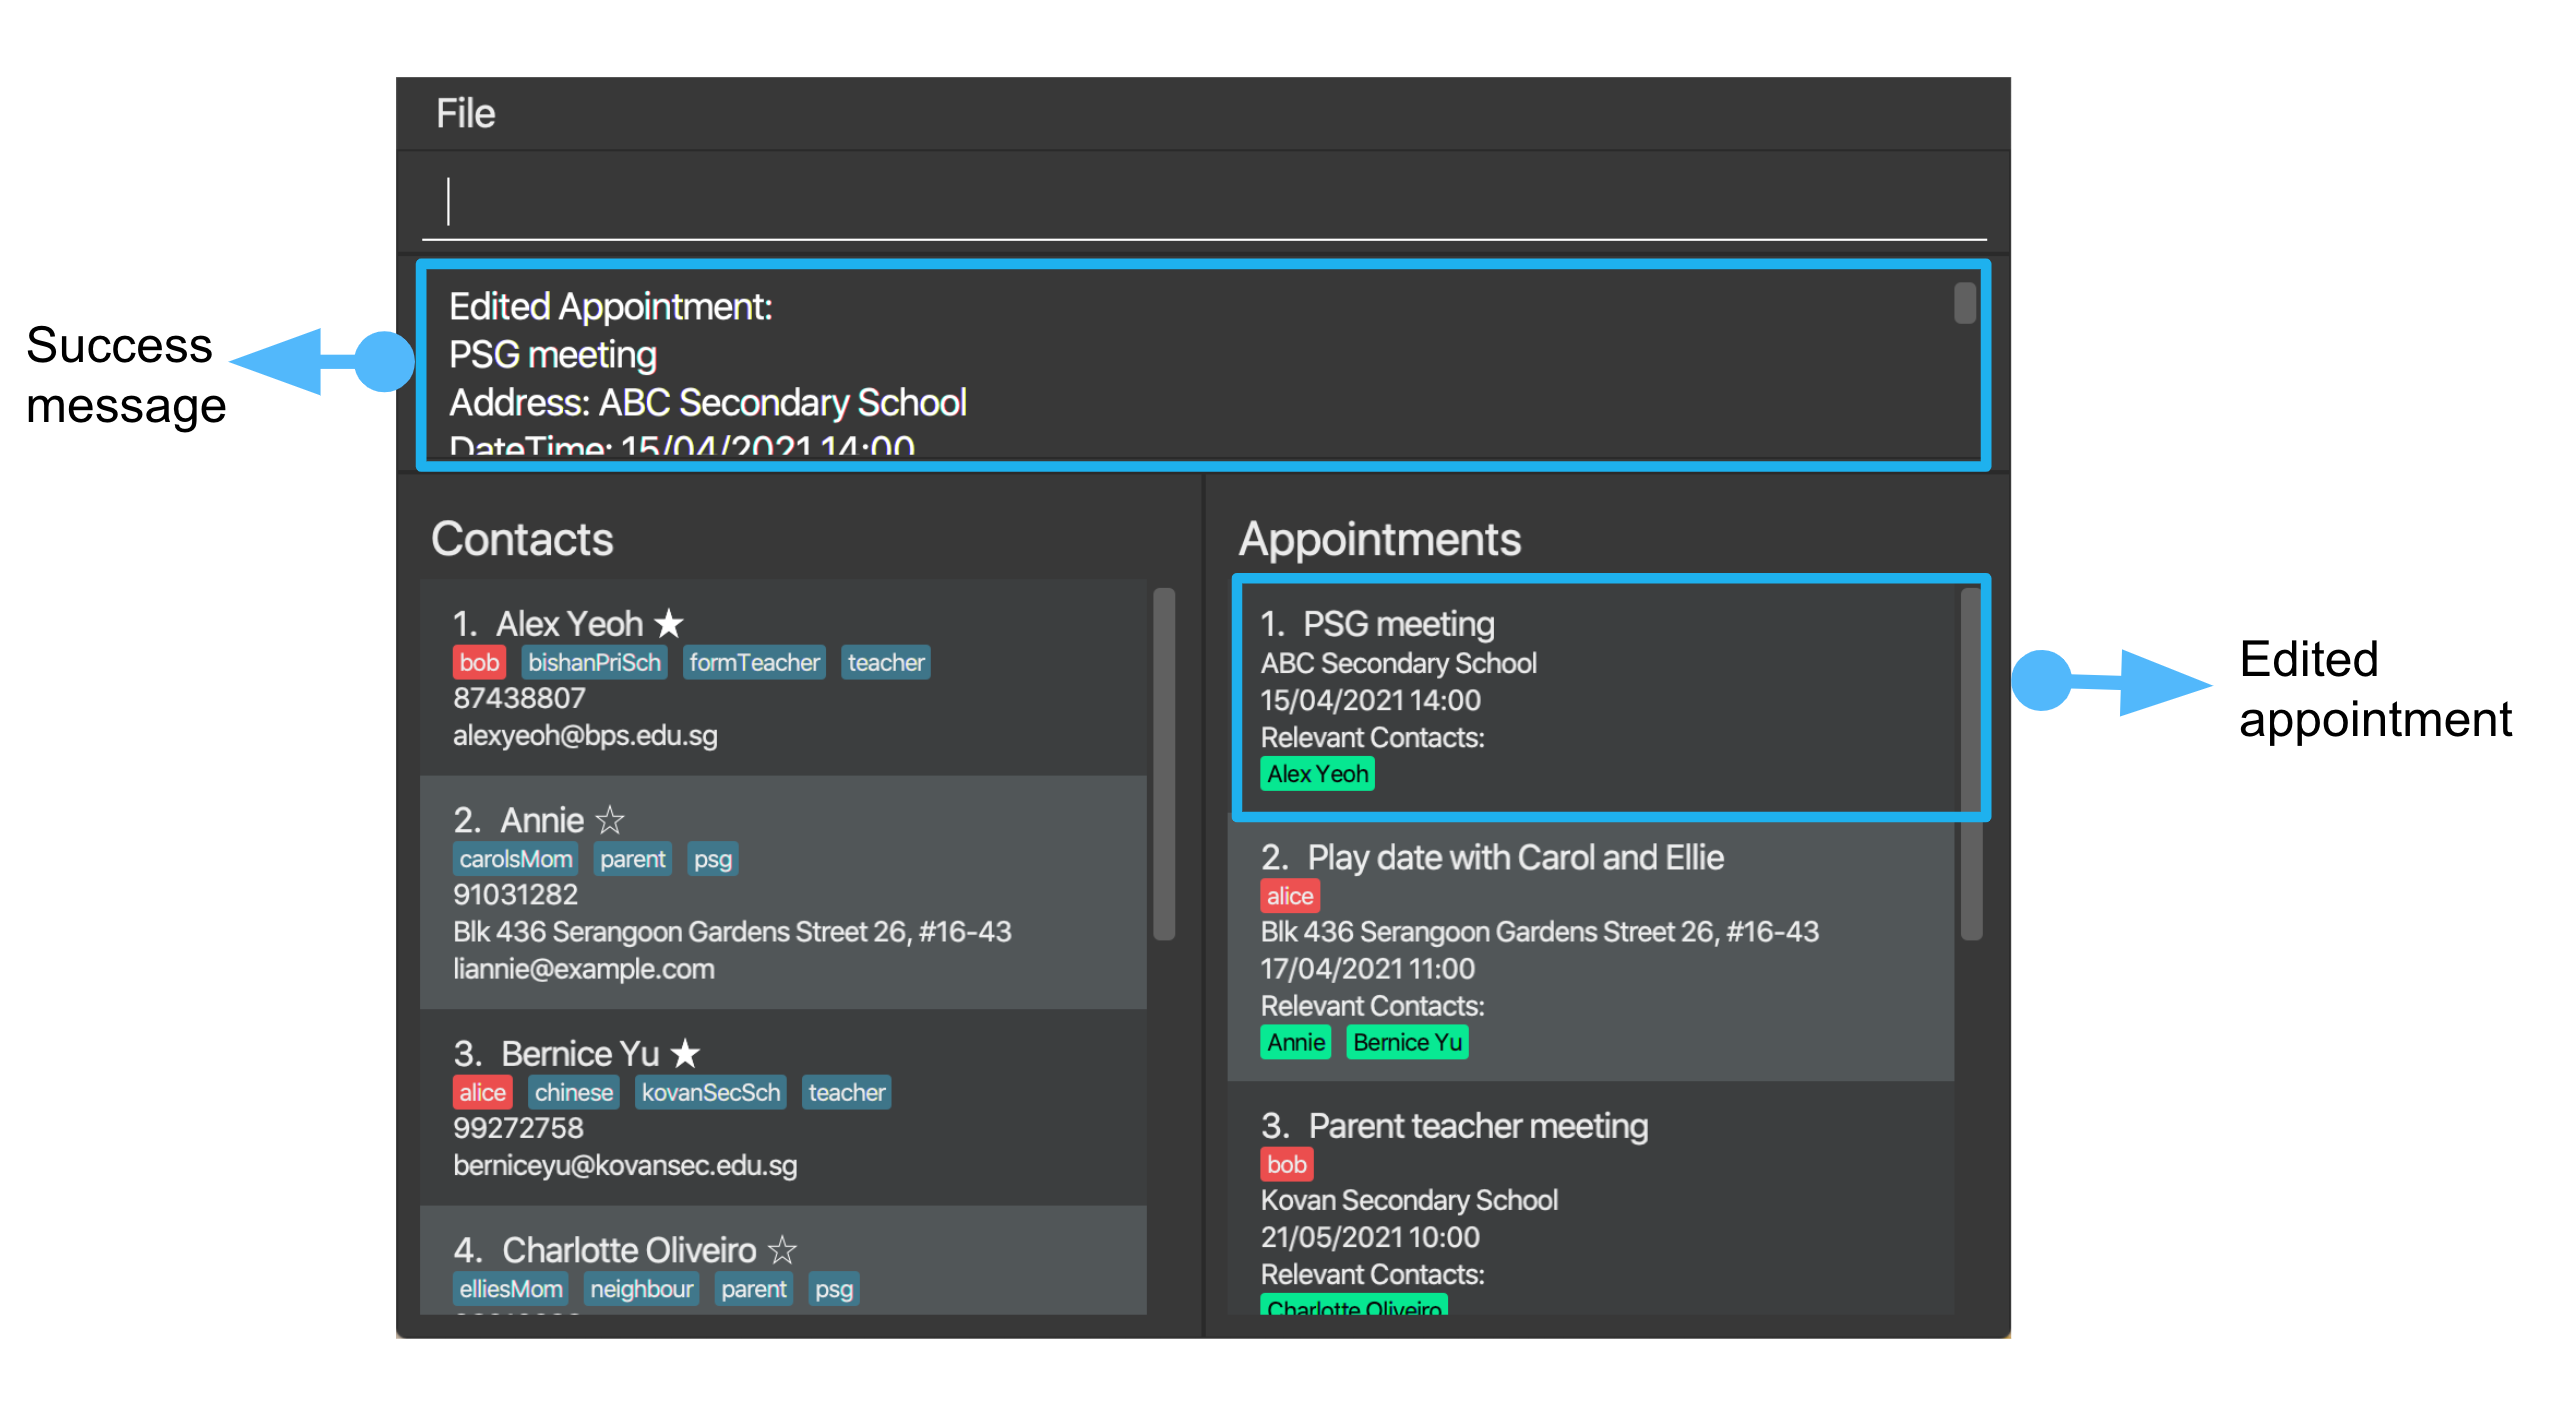 File
Success
message
Edited Appointment:
PSG meeting
Address: ABC Secondary School
DateTime: 15/04/2021 14:00
Contacts
1. Alex Yeoh ★
bob bishanPriSch formTeacher teacher
87438807
alexyeoh@bps.edu.sg
2. Annie ☆
carolsMom parent psg
91031282
Blk 436 Serangoon Gardens Street 26, #16-43
liannie@example.com
3. Bernice Yu ★
alice chinese kovanSecSch teacher
99272758
berniceyu@kovansec.edu.sg
4. Charlotte Oliveiro ☆
elliesMom neighbour parent psg
Appointments
1. PSG meeting
ABC Secondary School
15/04/2021 14:00
Relevant Contacts:
Alex Yeoh
2. Play date with Carol and Ellie
alice
Blk 436 Serangoon Gardens Street 26, #16-43
17/04/2021 11:00
Relevant Contacts:
Annie Bernice Yu
3. Parent teacher meeting
bob
Kovan Secondary School
21/05/2021 10:00
Relevant Contacts:
Charlotte Oliveiro
Edited
appointment